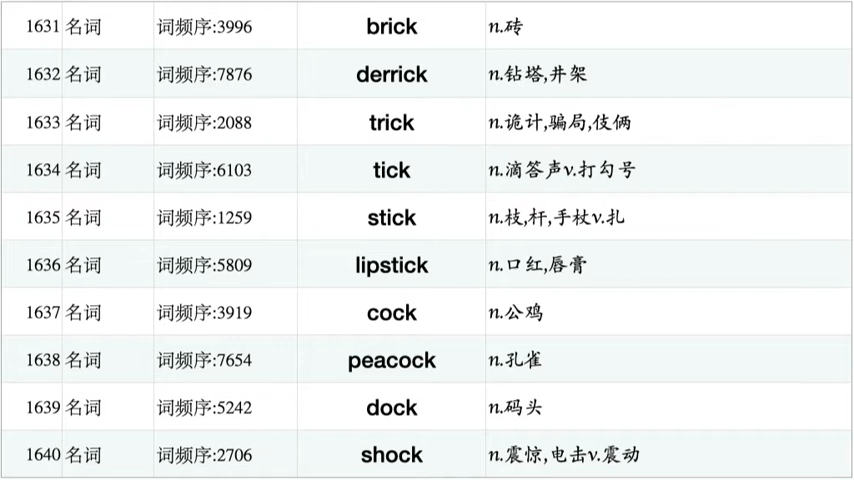 1631 名词 词频序:3996 brick n.砖
1632 名词 词频序:7876 derrick n.钻塔,井架
1633 名词 词频序:2088 trick n.诡计,骗局,伎俩
1634 名词 词频序:6103 tick n.滴答声v.打勾号
1635 名词 词频序:1259 stick n.枝,杆,手杖v.扎
1636 名词 词频序:5809 lipstick n.口红,唇膏
1637 名词 词频序:3919 cock n.公鸡
1638 名词 词频序:7654 peacock n.孔雀
1639 名词 词频序:5242 dock n.码头
1640 名词 词频序:2706 shock n.震惊,电击v.震动